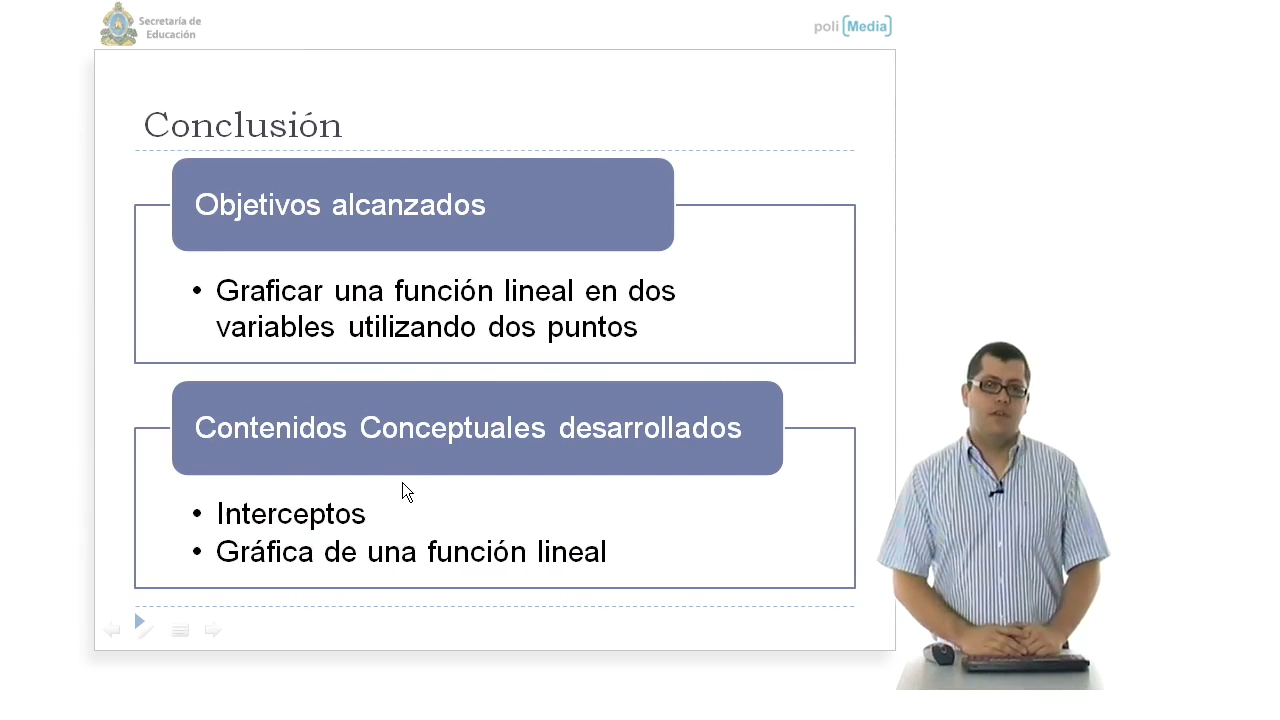 Secretaría de
Educación
poli [Media]
Conclusión
Objetivos alcanzados
• Graficar una función lineal en dos
variables utilizando dos puntos
Contenidos Conceptuales desarrollados
• Interceptos
• Gráfica de una función lineal